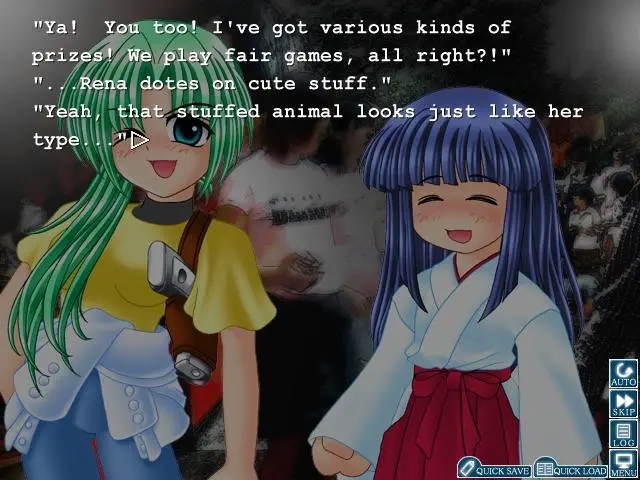 "Ya!  You too! I've got various kinds of
prizes! We play fair games, all right?!"
"...Rena dotes on cute stuff."
"Yeah, that stuffed animal looks just like her
type..."
AUTO
SKIP
LOG
QUICK SAVE
QUICK LOAD
MENU